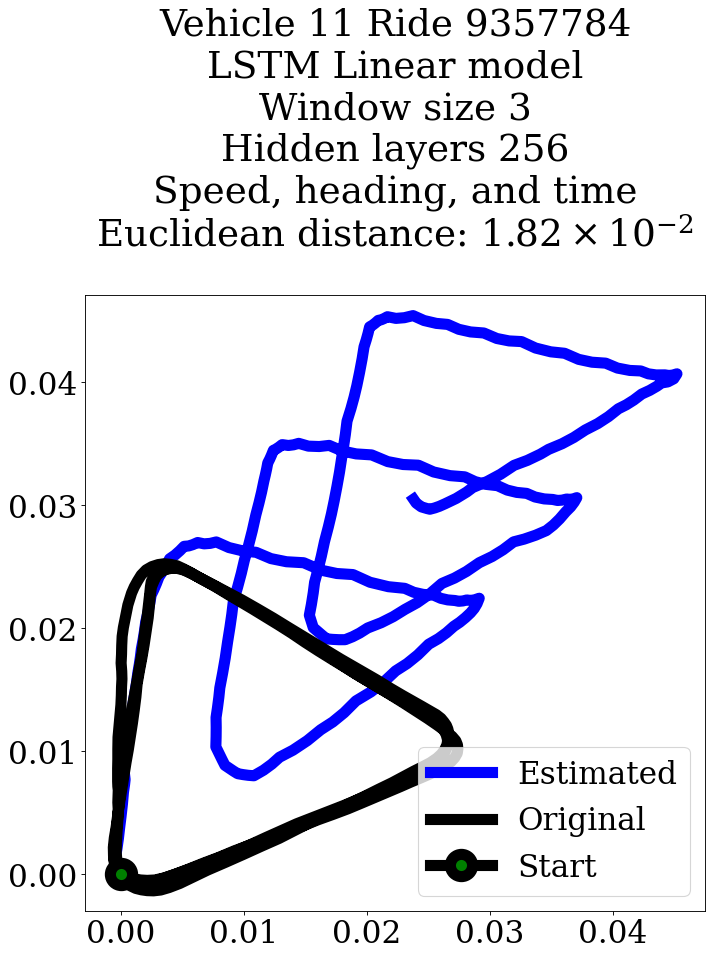 Vehicle 11 Ride 9357784
LSTM Linear model
Window size 3
Hidden layers 256
Speed, heading, and time
Euclidean distance: 1.82 × 10⁻²
0.04
0.03
0.02
0.01
0.00
Estimated
Original
Start
0.00 0.01 0.02 0.03 0.04